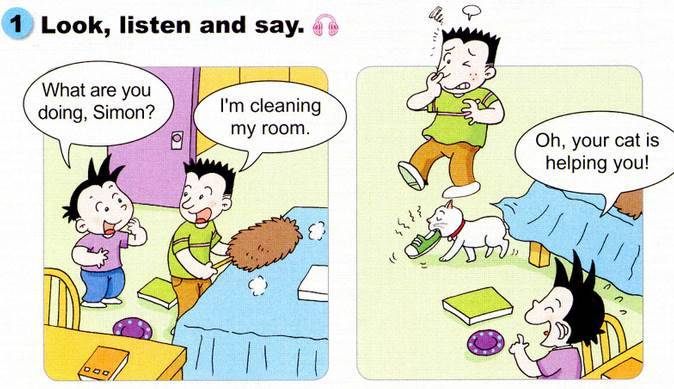 1 Look, listen and say.
What are you
doing, Simon?
I'm cleaning
my room.
Oh, your cat is
helping you!